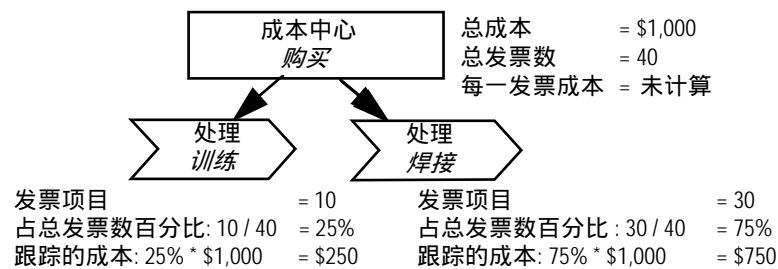 成本中心
购买
总成本 = $1,000
总发票数 = 40
每一发票成本 = 未计算
处理
训练
处理
焊接
发票项目 = 10
占总发票数百分比: 10 / 40 = 25%
跟踪的成本: 25% * $1,000 = $250
发票项目 = 30
占总发票数百分比 : 30 / 40 = 75%
跟踪的成本: 75% * $1,000 = $750